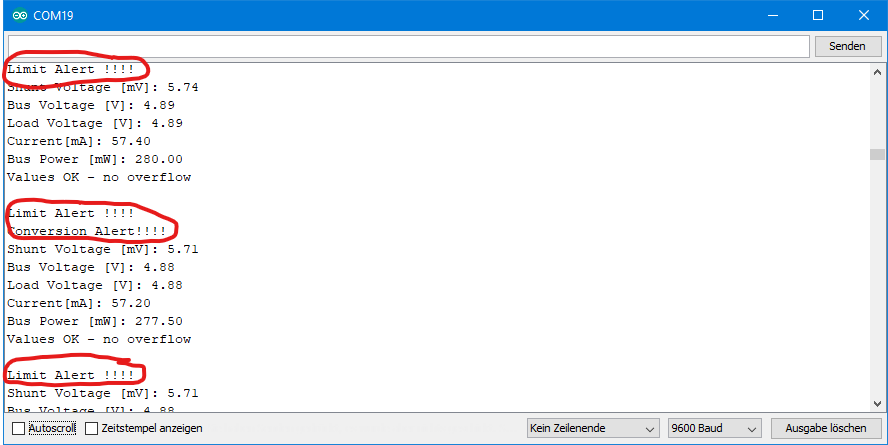 COM19
Senden
Limit Alert !!!!
Shunt Voltage [mV]: 5.74
Bus Voltage [V]: 4.89
Load Voltage [V]: 4.89
Current[mA]: 57.40
Bus Power [mW]: 280.00
Values OK - no overflow
Limit Alert !!!!
Conversion Alert!!!!
Shunt Voltage [mV]: 5.71
Bus Voltage [V]: 4.88
Load Voltage [V]: 4.88
Current[mA]: 57.20
Bus Power [mW]: 277.50
Values OK - no overflow
Limit Alert !!!!
Shunt Voltage [mV]: 5.71
Bus Voltage [V]: 4.88
Autoscroll Zeitstempel anzeigen Kein Zeilenende 9600 Baud Ausgabe löschen